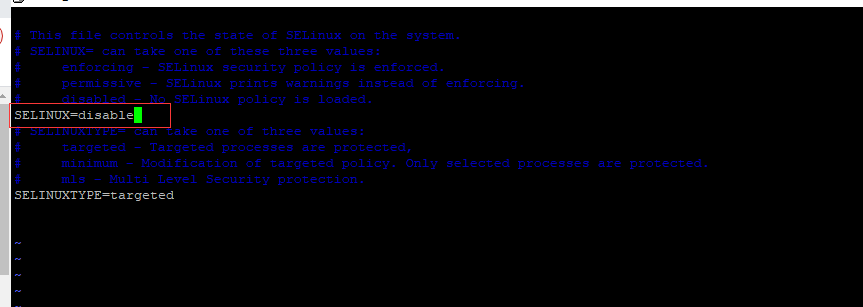 # This file controls the state of SELinux on the system.
# SELINUX= can take one of these three values:
#     enforcing - SELinux security policy is enforced.
#     permissive - SELinux prints warnings instead of enforcing.
#     disabled - No SELinux policy is loaded.
SELINUX=disable
# SELINUXTYPE= can take one of three values:
#     targeted - Targeted processes are protected,
#     minimum - Modification of targeted policy. Only selected processes are protected.
#     mls - Multi Level Security protection.
SELINUXTYPE=targeted
~
~
~
~
~